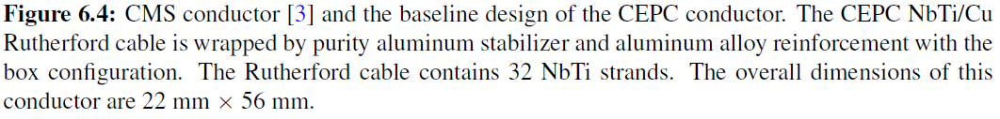 Figure 6.4: CMS conductor [3] and the baseline design of the CEPC conductor. The CEPC NbTi/Cu
Rutherford cable is wrapped by purity aluminum stabilizer and aluminum alloy reinforcement with the
box configuration. The Rutherford cable contains 32 NbTi strands. The overall dimensions of this
conductor are 22 mm × 56 mm.